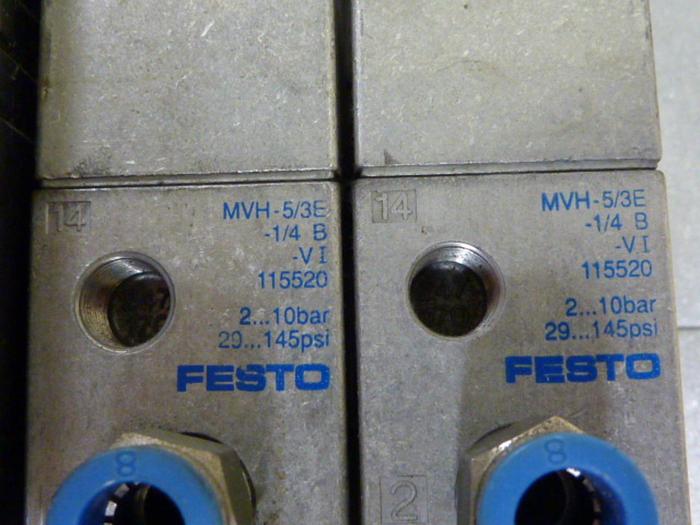 14
MVH-5/3E
-1/4 B
-VI
115520
2...10bar
29...145psi
FESTO
8
14
MVH-5/3E
-1/4 B
-VI
115520
2...10bar
29...145psi
FESTO
8
2